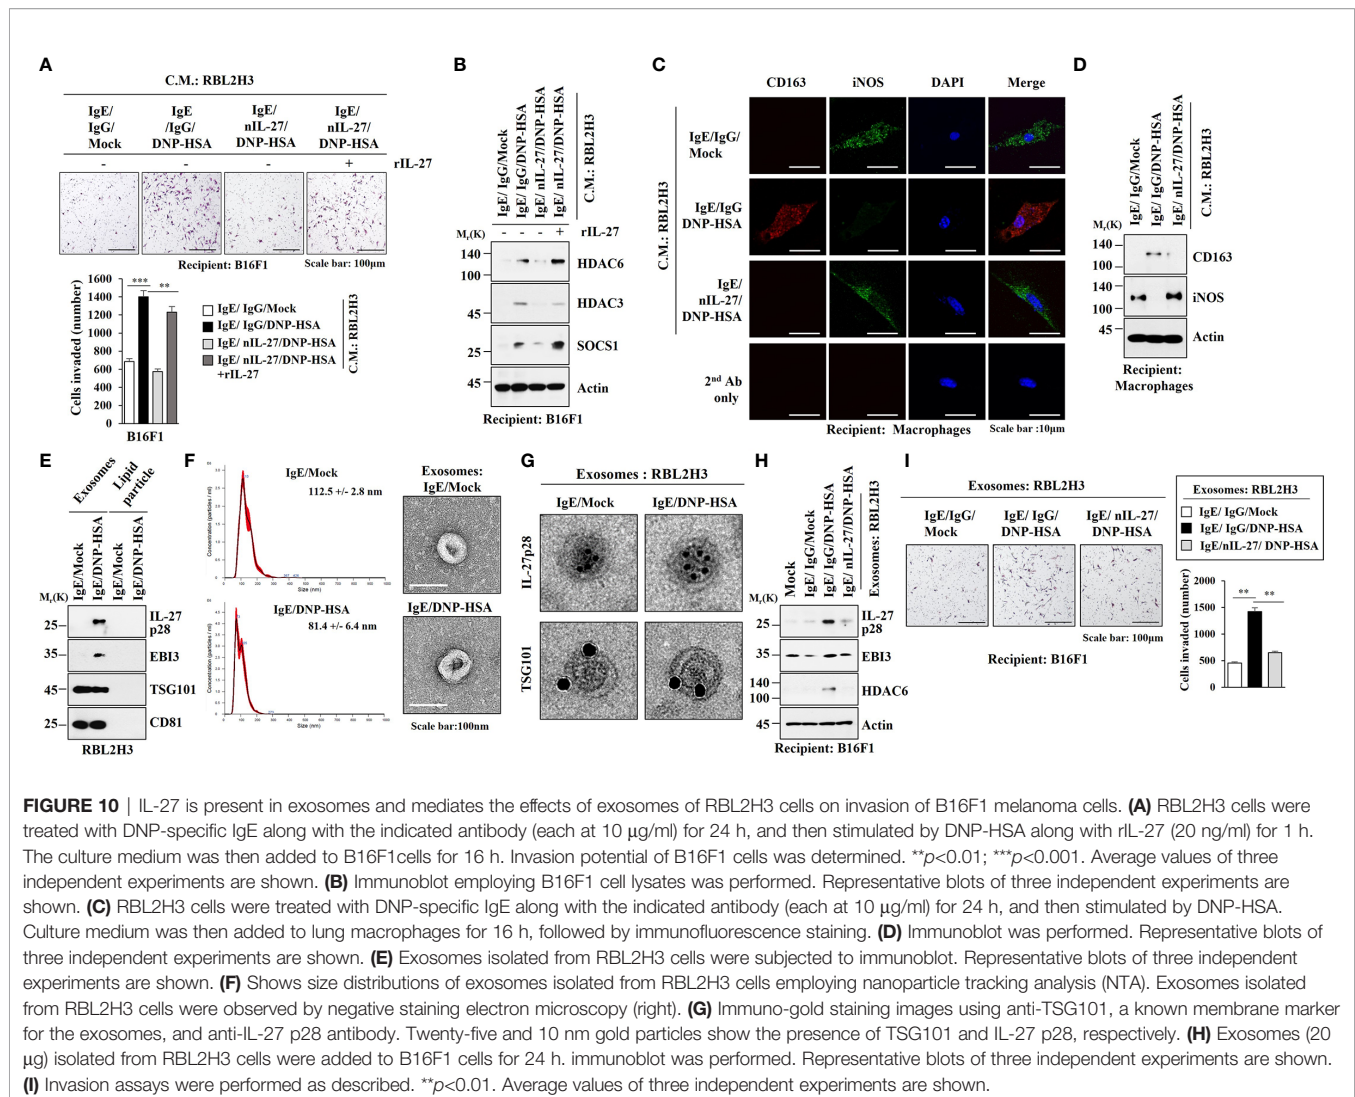 A
C.M.: RBL2H3
IgE/
IgG/
Mock
IgE
/IgG/
DNP-HSA
IgE/
nIL-27/
DNP-HSA
IgE/
nIL-27/
DNP-HSA
- - - + rIL-27
Recipient: B16F1 Scale bar: 100μm
Cells invaded (number)
1600
1400
1200
1000
800
600
400
200
0
*** **
B16F1
IgE/ IgG/Mock
IgE/ IgG/DNP-HSA
IgE/ nIL-27/DNP-HSA
IgE/ nIL-27/DNP-HSA
+rIL-27
C.M.: RBL2H3
B
IgE/ IgG/Mock
IgE/ IgG/DNP-HSA
IgE/ nIL-27/DNP-HSA
IgE/ nIL-27/DNP-HSA
C.M.: RBL2H3
Mr(K) - - - + rIL-27
140
100
HDAC6
45
HDAC3
25
SOCS1
45
Actin
Recipient: B16F1
C
CD163 iNOS DAPI Merge
C.M.: RBL2H3
IgE/IgG/
Mock
IgE/IgG
DNP-HSA
IgE/
nIL-27/
DNP-HSA
2nd Ab
only
Recipient: Macrophages Scale bar :10μm
D
IgE/ IgG/Mock
IgE/ IgG/DNP-HSA
IgE/ nIL-27/DNP-HSA
C.M.: RBL2H3
Mr(K)
140
100
CD163
140
100
iNOS
45
Actin
Recipient:
Macrophages
E
Exosomes
Lipid
particle
IgE/Mock
IgE/DNP-HSA
IgE/Mock
IgE/DNP-HSA
Mr(K)
25
IL-27
p28
35
EBI3
45
TSG101
25
CD81
RBL2H3
F
IgE/Mock
112.5 +/- 2.8 nm
Concentration (particles / ml)
Size (nm)
IgE/DNP-HSA
81.4 +/- 6.4 nm
Concentration (particles / ml)
Size (nm)
Exosomes:
IgE/Mock
IgE/DNP-HSA
Scale bar:100nm
G
Exosomes : RBL2H3
IgE/Mock IgE/DNP-HSA
IL-27p28
TSG101
H
Mock
IgE/ IgG/Mock
IgE/ IgG/DNP-HSA
IgE/ nIL-27/DNP-HSA
Exosomes: RBL2H3
Mr(K)
25
IL-27
p28
35
EBI3
140
100
HDAC6
45
Actin
Recipient: B16F1
I
Exosomes: RBL2H3
IgE/IgG/
Mock
IgE/ IgG/
DNP-HSA
IgE/ nIL-27/
DNP-HSA
Scale bar: 100μm
Recipient: B16F1
Exosomes: RBL2H3
IgE/ IgG/Mock
IgE/ IgG/DNP-HSA
IgE/nIL-27/ DNP-HSA
Cells invaded (number)
2000
1500
1000
500
0
** **
FIGURE 10 | IL-27 is present in exosomes and mediates the effects of exosomes of RBL2H3 cells on invasion of B16F1 melanoma cells. (A) RBL2H3 cells were
treated with DNP-specific IgE along with the indicated antibody (each at 10 μg/ml) for 24 h, and then stimulated by DNP-HSA along with rIL-27 (20 ng/ml) for 1 h.
The culture medium was then added to B16F1cells for 16 h. Invasion potential of B16F1 cells was determined. **p<0.01; ***p<0.001. Average values of three
independent experiments are shown. (B) Immunoblot employing B16F1 cell lysates was performed. Representative blots of three independent experiments are
shown. (C) RBL2H3 cells were treated with DNP-specific IgE along with the indicated antibody (each at 10 μg/ml) for 24 h, and then stimulated by DNP-HSA.
Culture medium was then added to lung macrophages for 16 h, followed by immunofluorescence staining. (D) Immunoblot was performed. Representative blots of
three independent experiments are shown. (E) Exosomes isolated from RBL2H3 cells were subjected to immunoblot. Representative blots of three independent
experiments are shown. (F) Shows size distributions of exosomes isolated from RBL2H3 cells employing nanoparticle tracking analysis (NTA). Exosomes isolated
from RBL2H3 cells were observed by negative staining electron microscopy (right). (G) Immuno-gold staining images using anti-TSG101, a known membrane marker
for the exosomes, and anti-IL-27 p28 antibody. Twenty-five and 10 nm gold particles show the presence of TSG101 and IL-27 p28, respectively. (H) Exosomes (20
μg) isolated from RBL2H3 cells were added to B16F1 cells for 24 h. immunoblot was performed. Representative blots of three independent experiments are shown.
(I) Invasion assays were performed as described. **p<0.01. Average values of three independent experiments are shown.